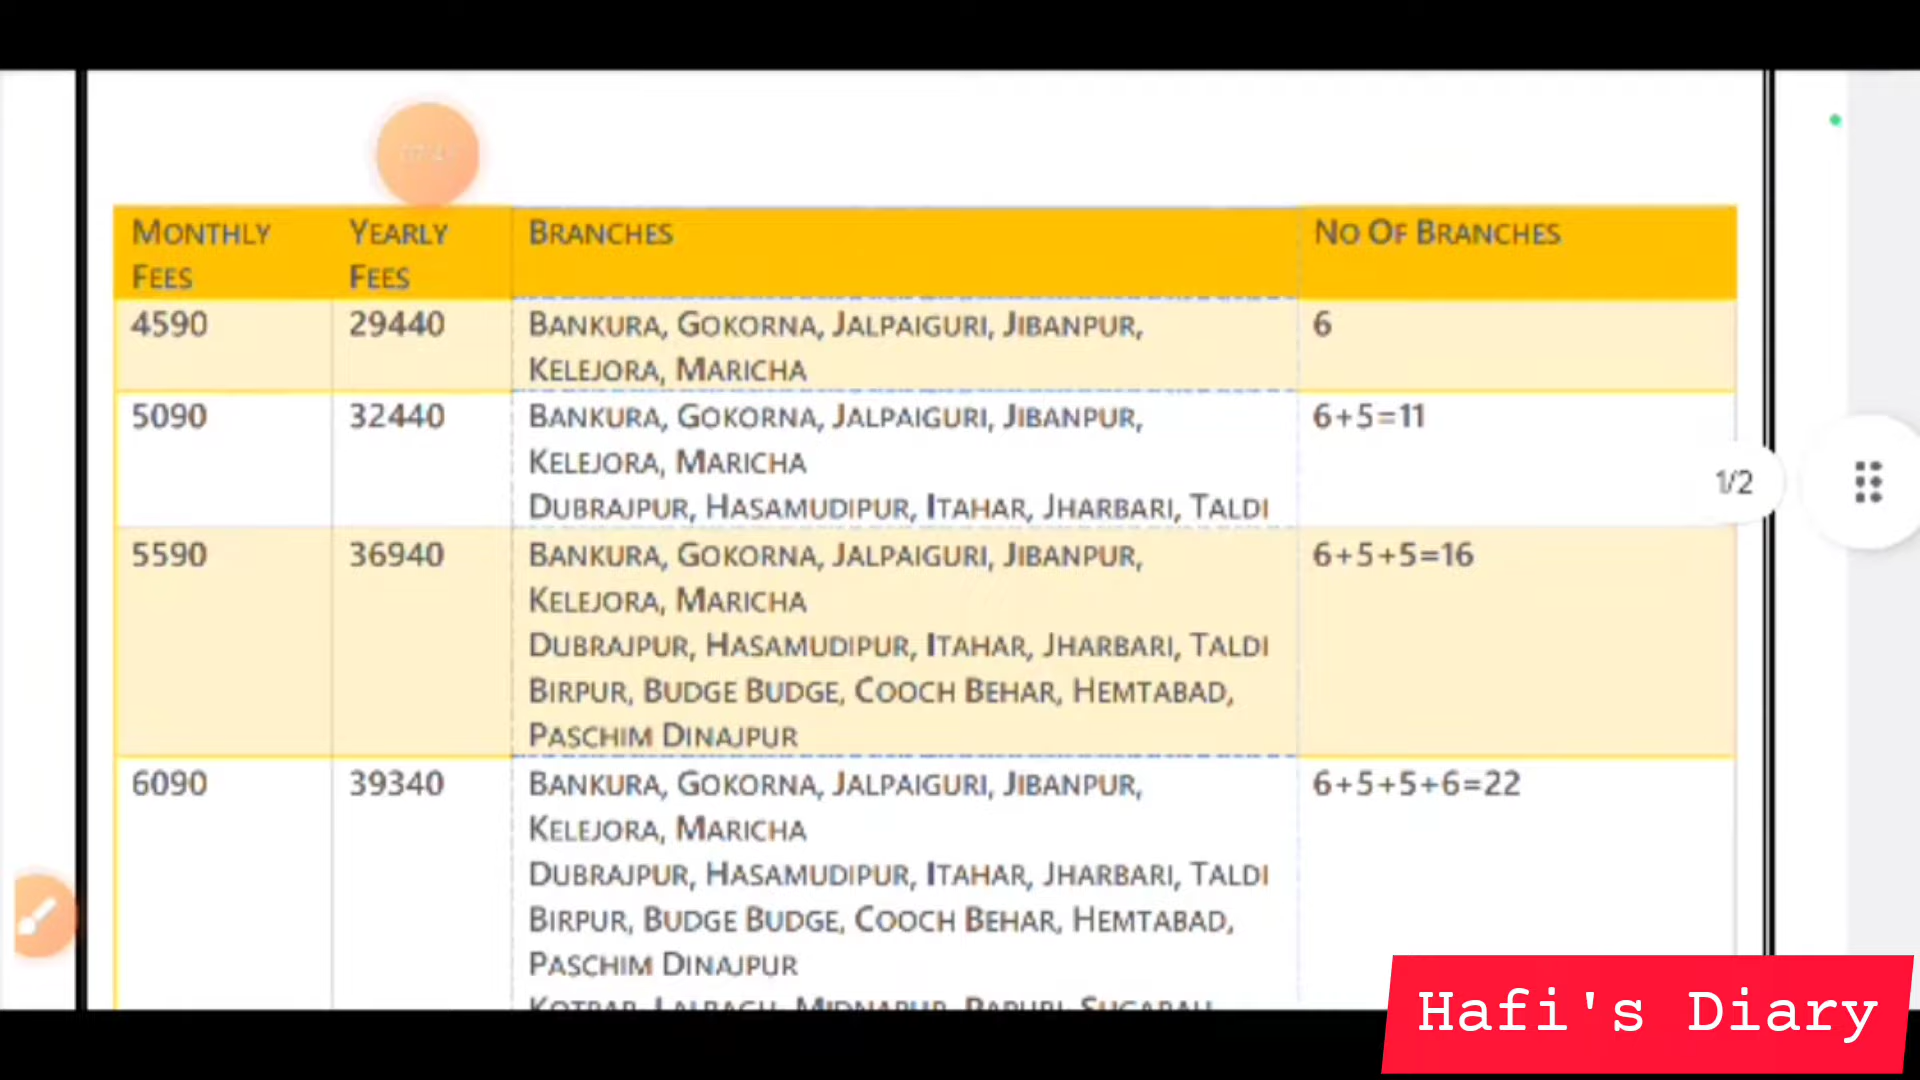 MONTHLY FEES YEARLY FEES BRANCHES NO OF BRANCHES
4590 29440 BANKURA, GOKORNA, JALPAIGURI, JIBANPUR, 6
KELEJORA, MARICHA
5090 32440 BANKURA, GOKORNA, JALPAIGURI, JIBANPUR, 6+5=11
KELEJORA, MARICHA
DUBRAJPUR, HASAMUDIPUR, ITAHAR, JHARBARI, TALDI
1/2
5590 36940 BANKURA, GOKORNA, JALPAIGURI, JIBANPUR, 6+5+5=16
KELEJORA, MARICHA
DUBRAJPUR, HASAMUDIPUR, ITAHAR, JHARBARI, TALDI
BIRPUR, BUDGE BUDGE, COOCH BEHAR, HEMTABAD,
PASCHIM DINAJPUR
6090 39340 BANKURA, GOKORNA, JALPAIGURI, JIBANPUR, 6+5+5+6=22
KELEJORA, MARICHA
DUBRAJPUR, HASAMUDIPUR, ITAHAR, JHARBARI, TALDI
BIRPUR, BUDGE BUDGE, COOCH BEHAR, HEMTABAD,
PASCHIM DINAJPUR
Hafi's Diary